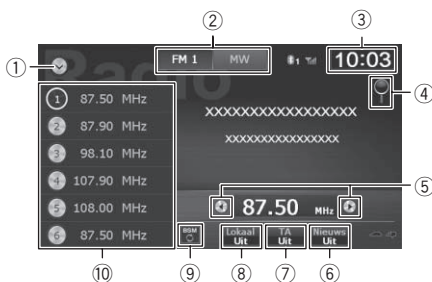 ② ③
① Radio FM 1 MW 1 10:03
④
1 87.50 MHz
XXXXXXXXXXXXXXXXX
2 87.90 MHz
XXXXXXXXXXXXXXXX
3 98.10 MHz
4 107.90 MHz
⑤
5 108.00 MHz
87.50 MHz
6 87.50 MHz
BGM
Lokaal Uit
TA Uit
Nieuws Uit
⑩ ⑨ ⑧ ⑦ ⑥